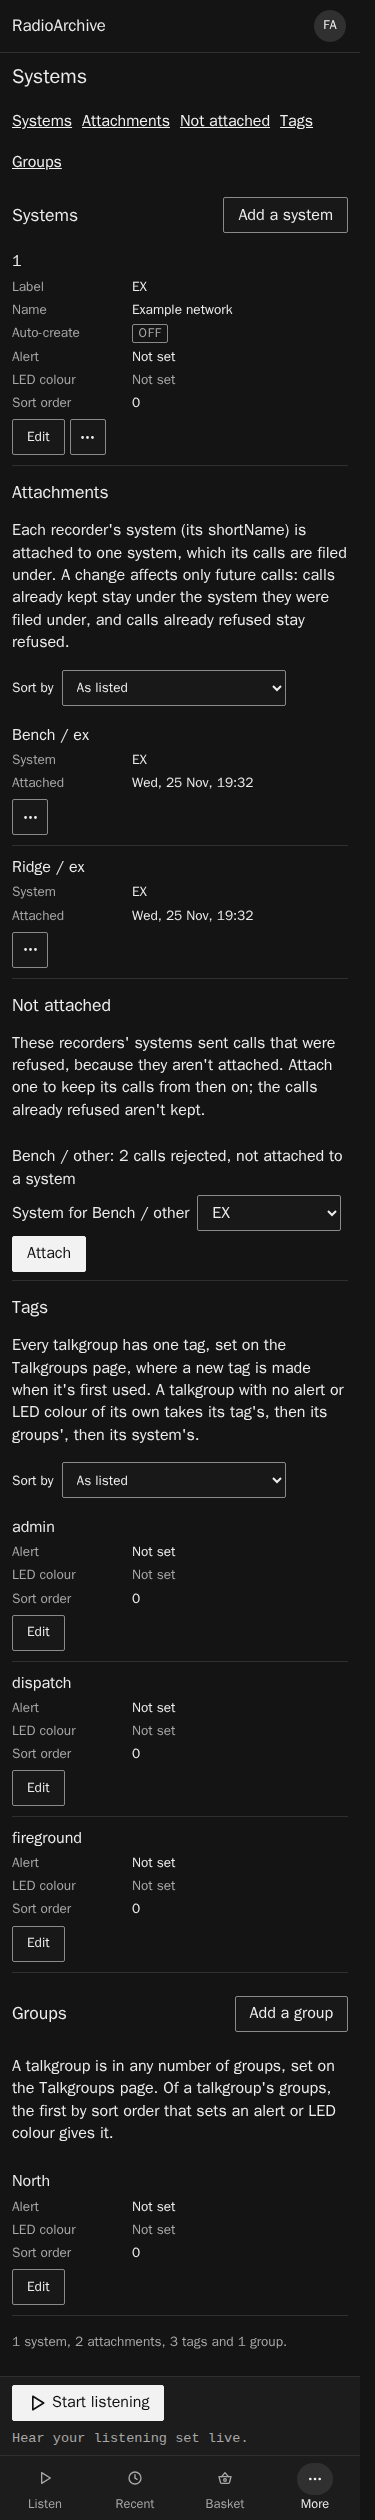 RadioArchive
FA
Systems
Systems Attachments Not attached Tags
Groups
Systems
Add a system
1
Label EX
Name Example network
Auto-create OFF
Alert Not set
LED colour Not set
Sort order 0
Edit ···
Attachments
Each recorder's system (its shortName) is
attached to one system, which its calls are filed
under. A change affects only future calls: calls
already kept stay under the system they were
filed under, and calls already refused stay
refused.
Sort by As listed
Bench / ex
System EX
Attached Wed, 25 Nov, 19:32
···
Ridge / ex
System EX
Attached Wed, 25 Nov, 19:32
···
Not attached
These recorders' systems sent calls that were
refused, because they aren't attached. Attach
one to keep its calls from then on; the calls
already refused aren't kept.
Bench / other: 2 calls rejected, not attached to
a system
System for Bench / other EX
Attach
Tags
Every talkgroup has one tag, set on the
Talkgroups page, where a new tag is made
when it's first used. A talkgroup with no alert or
LED colour of its own takes its tag's, then its
groups', then its system's.
Sort by As listed
admin
Alert Not set
LED colour Not set
Sort order 0
Edit
dispatch
Alert Not set
LED colour Not set
Sort order 0
Edit
fireground
Alert Not set
LED colour Not set
Sort order 0
Edit
Groups
Add a group
A talkgroup is in any number of groups, set on
the Talkgroups page. Of a talkgroup's groups,
the first by sort order that sets an alert or LED
colour gives it.
North
Alert Not set
LED colour Not set
Sort order 0
Edit
1 system, 2 attachments, 3 tags and 1 group.
Start listening
Hear your listening set live.
Listen Recent Basket More